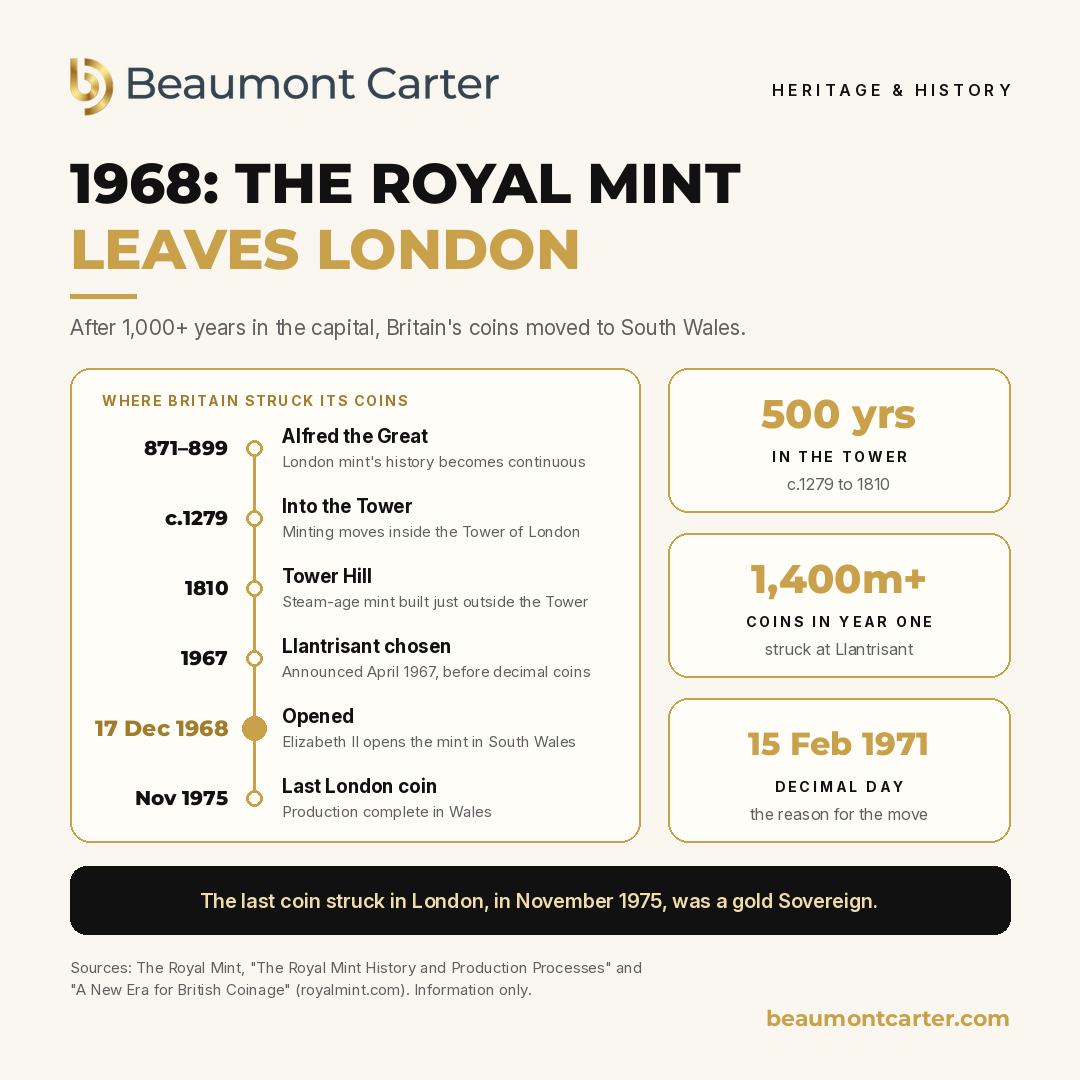 Beaumont Carter
HERITAGE & HISTORY
1968: THE ROYAL MINT
LEAVES LONDON
After 1,000+ years in the capital, Britain's coins moved to South Wales.
WHERE BRITAIN STRUCK ITS COINS
871–899
Alfred the Great
London mint's history becomes continuous
c.1279
Into the Tower
Minting moves inside the Tower of London
1810
Tower Hill
Steam-age mint built just outside the Tower
1967
Llantrisant chosen
Announced April 1967, before decimal coins
17 Dec 1968
Opened
Elizabeth II opens the mint in South Wales
Nov 1975
Last London coin
Production complete in Wales
500 yrs
IN THE TOWER
c.1279 to 1810
1,400m+
COINS IN YEAR ONE
struck at Llantrisant
15 Feb 1971
DECIMAL DAY
the reason for the move
The last coin struck in London, in November 1975, was a gold Sovereign.
Sources: The Royal Mint, "The Royal Mint History and Production Processes" and
"A New Era for British Coinage" (royalmint.com). Information only.
beaumontcarter.com